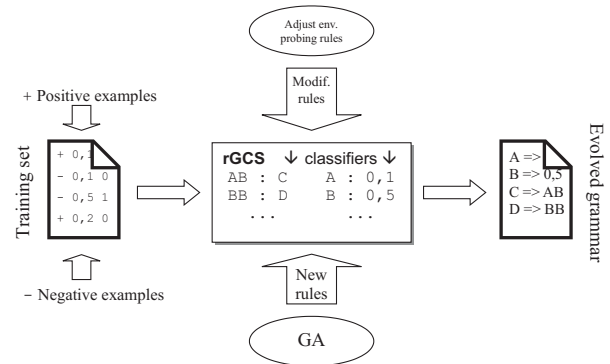 Adjust env.
probing rules
Modif.
rules
+ Positive examples
Training set
+ 0,1
- 0,1 0
- 0,5 1
+ 0,2 0
- Negative examples
rGCS ↓ classifiers ↓
AB : C A : 0,1
BB : D B : 0,5
... ...
New
rules
GA
A =>
B => 0,5
C => AB
D => BB
Evolved grammar